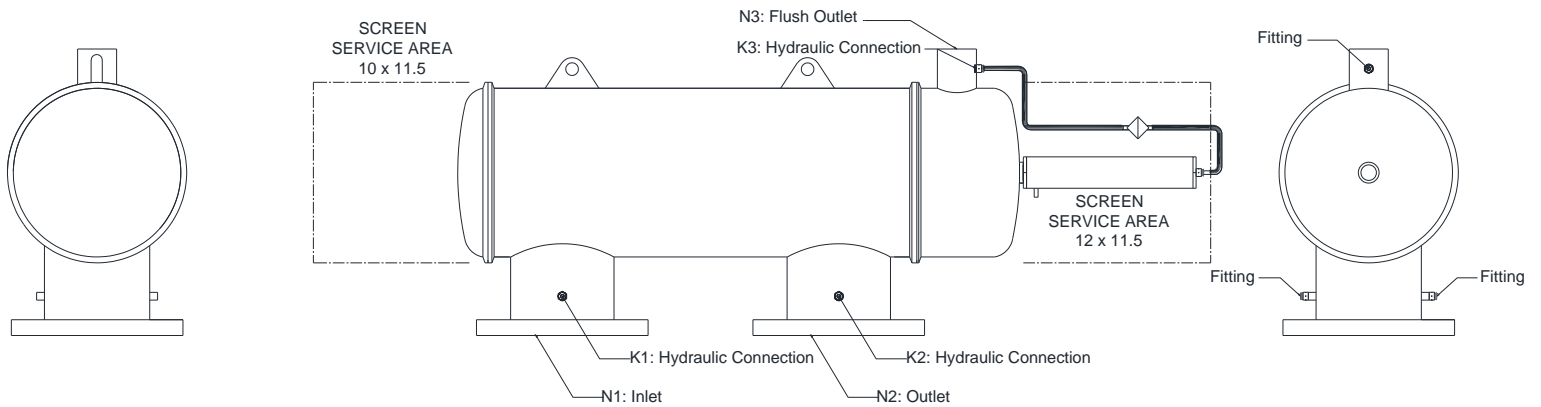 SCREEN
SERVICE AREA
10 x 11.5
N3: Flush Outlet
K3: Hydraulic Connection
Fitting
SCREEN
SERVICE AREA
12 x 11.5
Fitting
Fitting
K1: Hydraulic Connection
K2: Hydraulic Connection
N1: Inlet
N2: Outlet